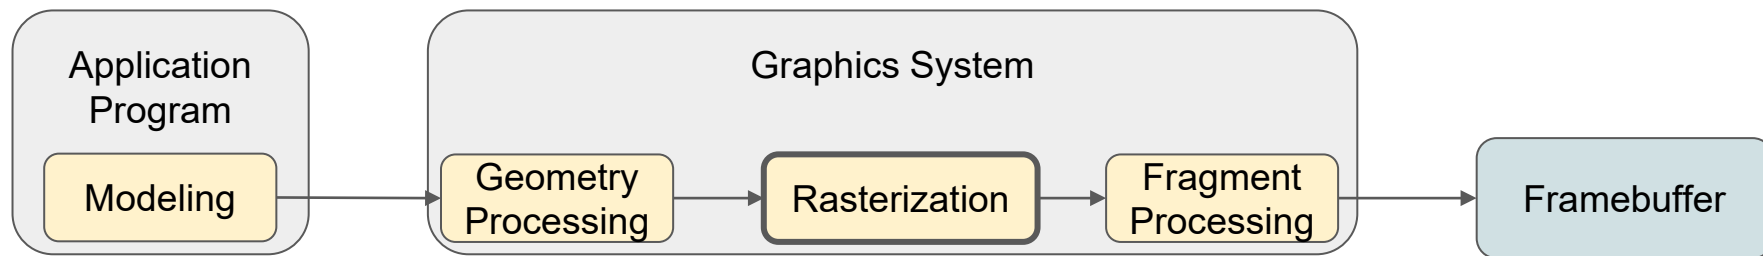 Application
Program
Modeling
Graphics System
Geometry
Processing
Rasterization
Fragment
Processing
Framebuffer